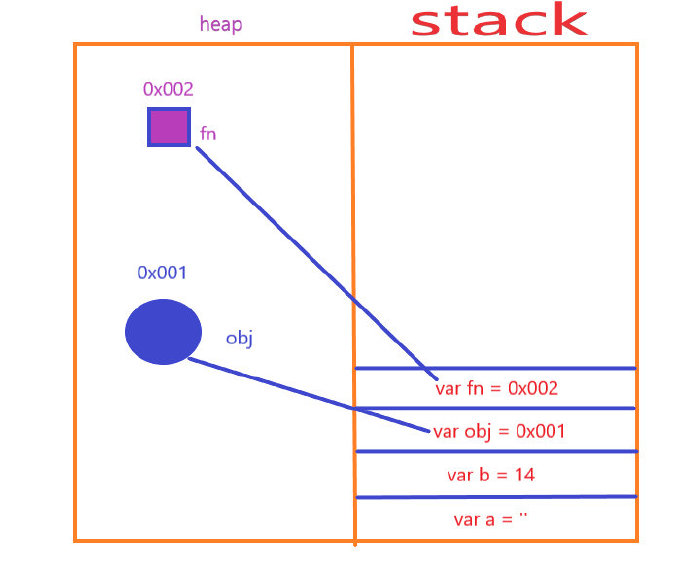 heap
stack
0x002
fn
0x001
obj
var fn = 0x002
var obj = 0x001
var b = 14
var a = ''